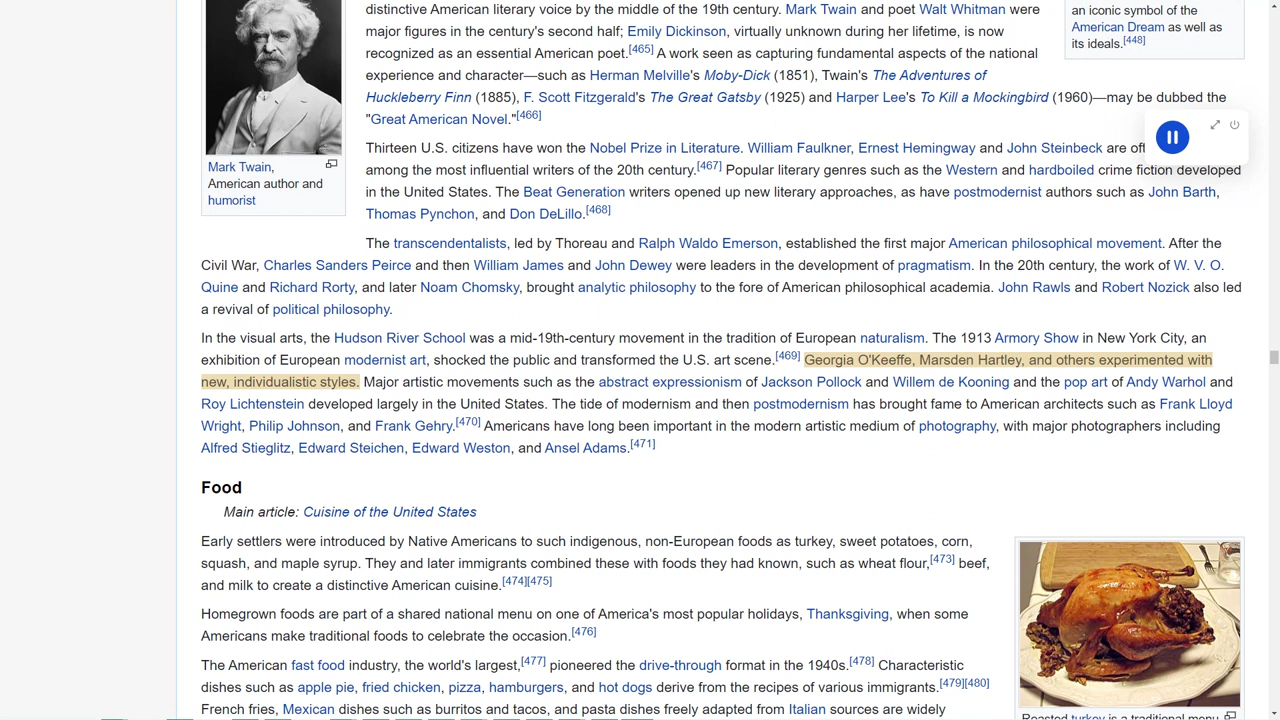 distinctive American literary voice by the middle of the 19th century. Mark Twain and poet Walt Whitman were
major figures in the century's second half; Emily Dickinson, virtually unknown during her lifetime, is now
recognized as an essential American poet.[465] A work seen as capturing fundamental aspects of the national
experience and character—such as Herman Melville's Moby-Dick (1851), Twain's The Adventures of
Huckleberry Finn (1885), F. Scott Fitzgerald's The Great Gatsby (1925) and Harper Lee's To Kill a Mockingbird (1960)—may be dubbed the
"Great American Novel."[466]
an iconic symbol of the
American Dream as well as
its ideals.[448]
Mark Twain,
American author and
humorist
Thirteen U.S. citizens have won the Nobel Prize in Literature. William Faulkner, Ernest Hemingway and John Steinbeck are
among the most influential writers of the 20th century.[467] Popular literary genres such as the Western and hardboiled crime fiction developed
in the United States. The Beat Generation writers opened up new literary approaches, as have postmodernist authors such as John Barth,
Thomas Pynchon, and Don DeLillo.[468]
The transcendentalists, led by Thoreau and Ralph Waldo Emerson, established the first major American philosophical movement. After the
Civil War, Charles Sanders Peirce and then William James and John Dewey were leaders in the development of pragmatism. In the 20th century, the work of W. V. O.
Quine and Richard Rorty, and later Noam Chomsky, brought analytic philosophy to the fore of American philosophical academia. John Rawls and Robert Nozick also led
a revival of political philosophy.
In the visual arts, the Hudson River School was a mid-19th-century movement in the tradition of European naturalism. The 1913 Armory Show in New York City, an
exhibition of European modernist art, shocked the public and transformed the U.S. art scene.[469] Georgia O'Keeffe, Marsden Hartley, and others experimented with
new, individualistic styles. Major artistic movements such as the abstract expressionism of Jackson Pollock and Willem de Kooning and the pop art of Andy Warhol and
Roy Lichtenstein developed largely in the United States. The tide of modernism and then postmodernism has brought fame to American architects such as Frank Lloyd
Wright, Philip Johnson, and Frank Gehry.[470] Americans have long been important in the modern artistic medium of photography, with major photographers including
Alfred Stieglitz, Edward Steichen, Edward Weston, and Ansel Adams.[471]
Food
Main article: Cuisine of the United States
Early settlers were introduced by Native Americans to such indigenous, non-European foods as turkey, sweet potatoes, corn,
squash, and maple syrup. They and later immigrants combined these with foods they had known, such as wheat flour,[473] beef,
and milk to create a distinctive American cuisine.[474][475]
Homegrown foods are part of a shared national menu on one of America's most popular holidays, Thanksgiving, when some
Americans make traditional foods to celebrate the occasion.[476]
The American fast food industry, the world's largest,[477] pioneered the drive-through format in the 1940s.[478] Characteristic
dishes such as apple pie, fried chicken, pizza, hamburgers, and hot dogs derive from the recipes of various immigrants.[479][480]
French fries, Mexican dishes such as burritos and tacos, and pasta dishes freely adapted from Italian sources are widely
Roasted turkey is a traditional menu